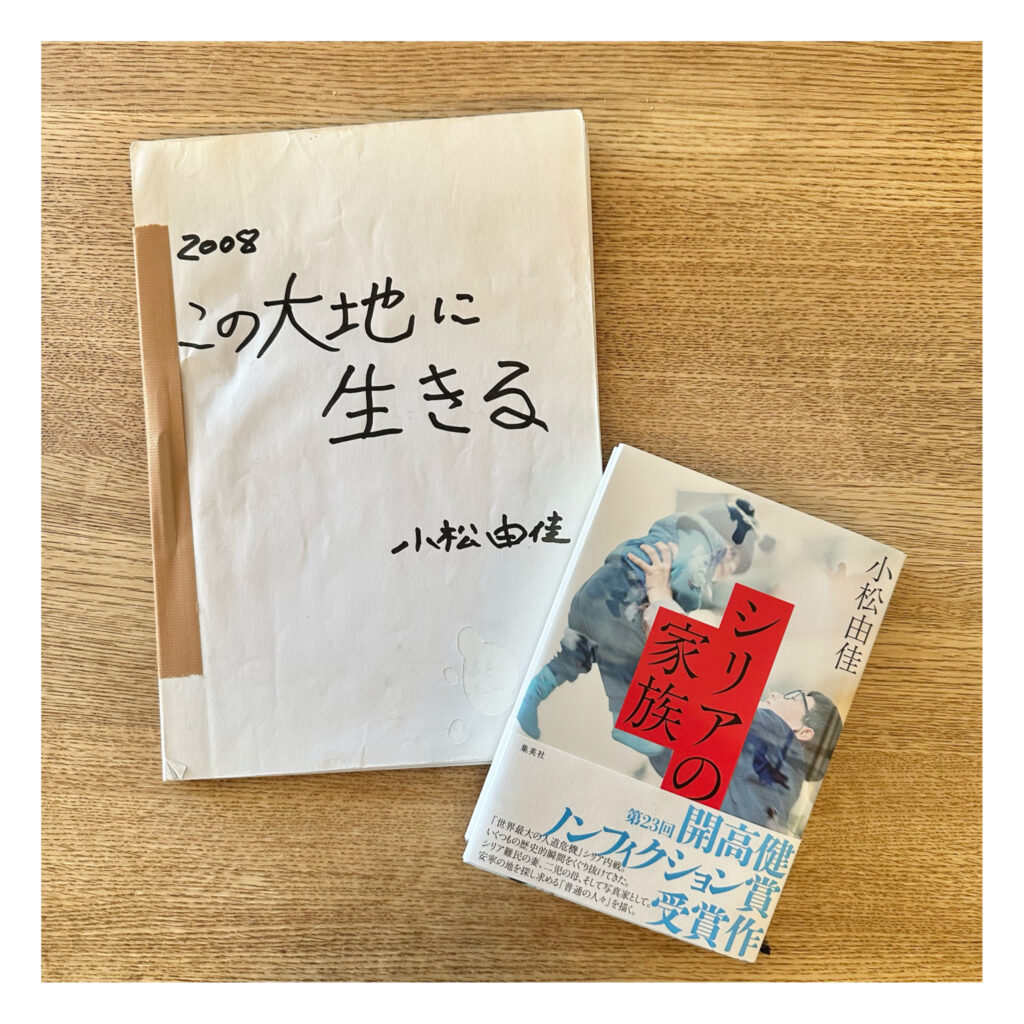 2008
この大地に
生きる
小松由佳
小松由佳
シリアの
家族
集英社
第23回 開高健
ノンフィクション賞
受賞作
「世界最大の人道危機」シリア内戦。
いくつもの歴史的瞬間をくぐり抜けてきた。
シリア難民の妻、二児の母、そして写真家として。
安寧の地を探し求める「普通の人々」を描く。